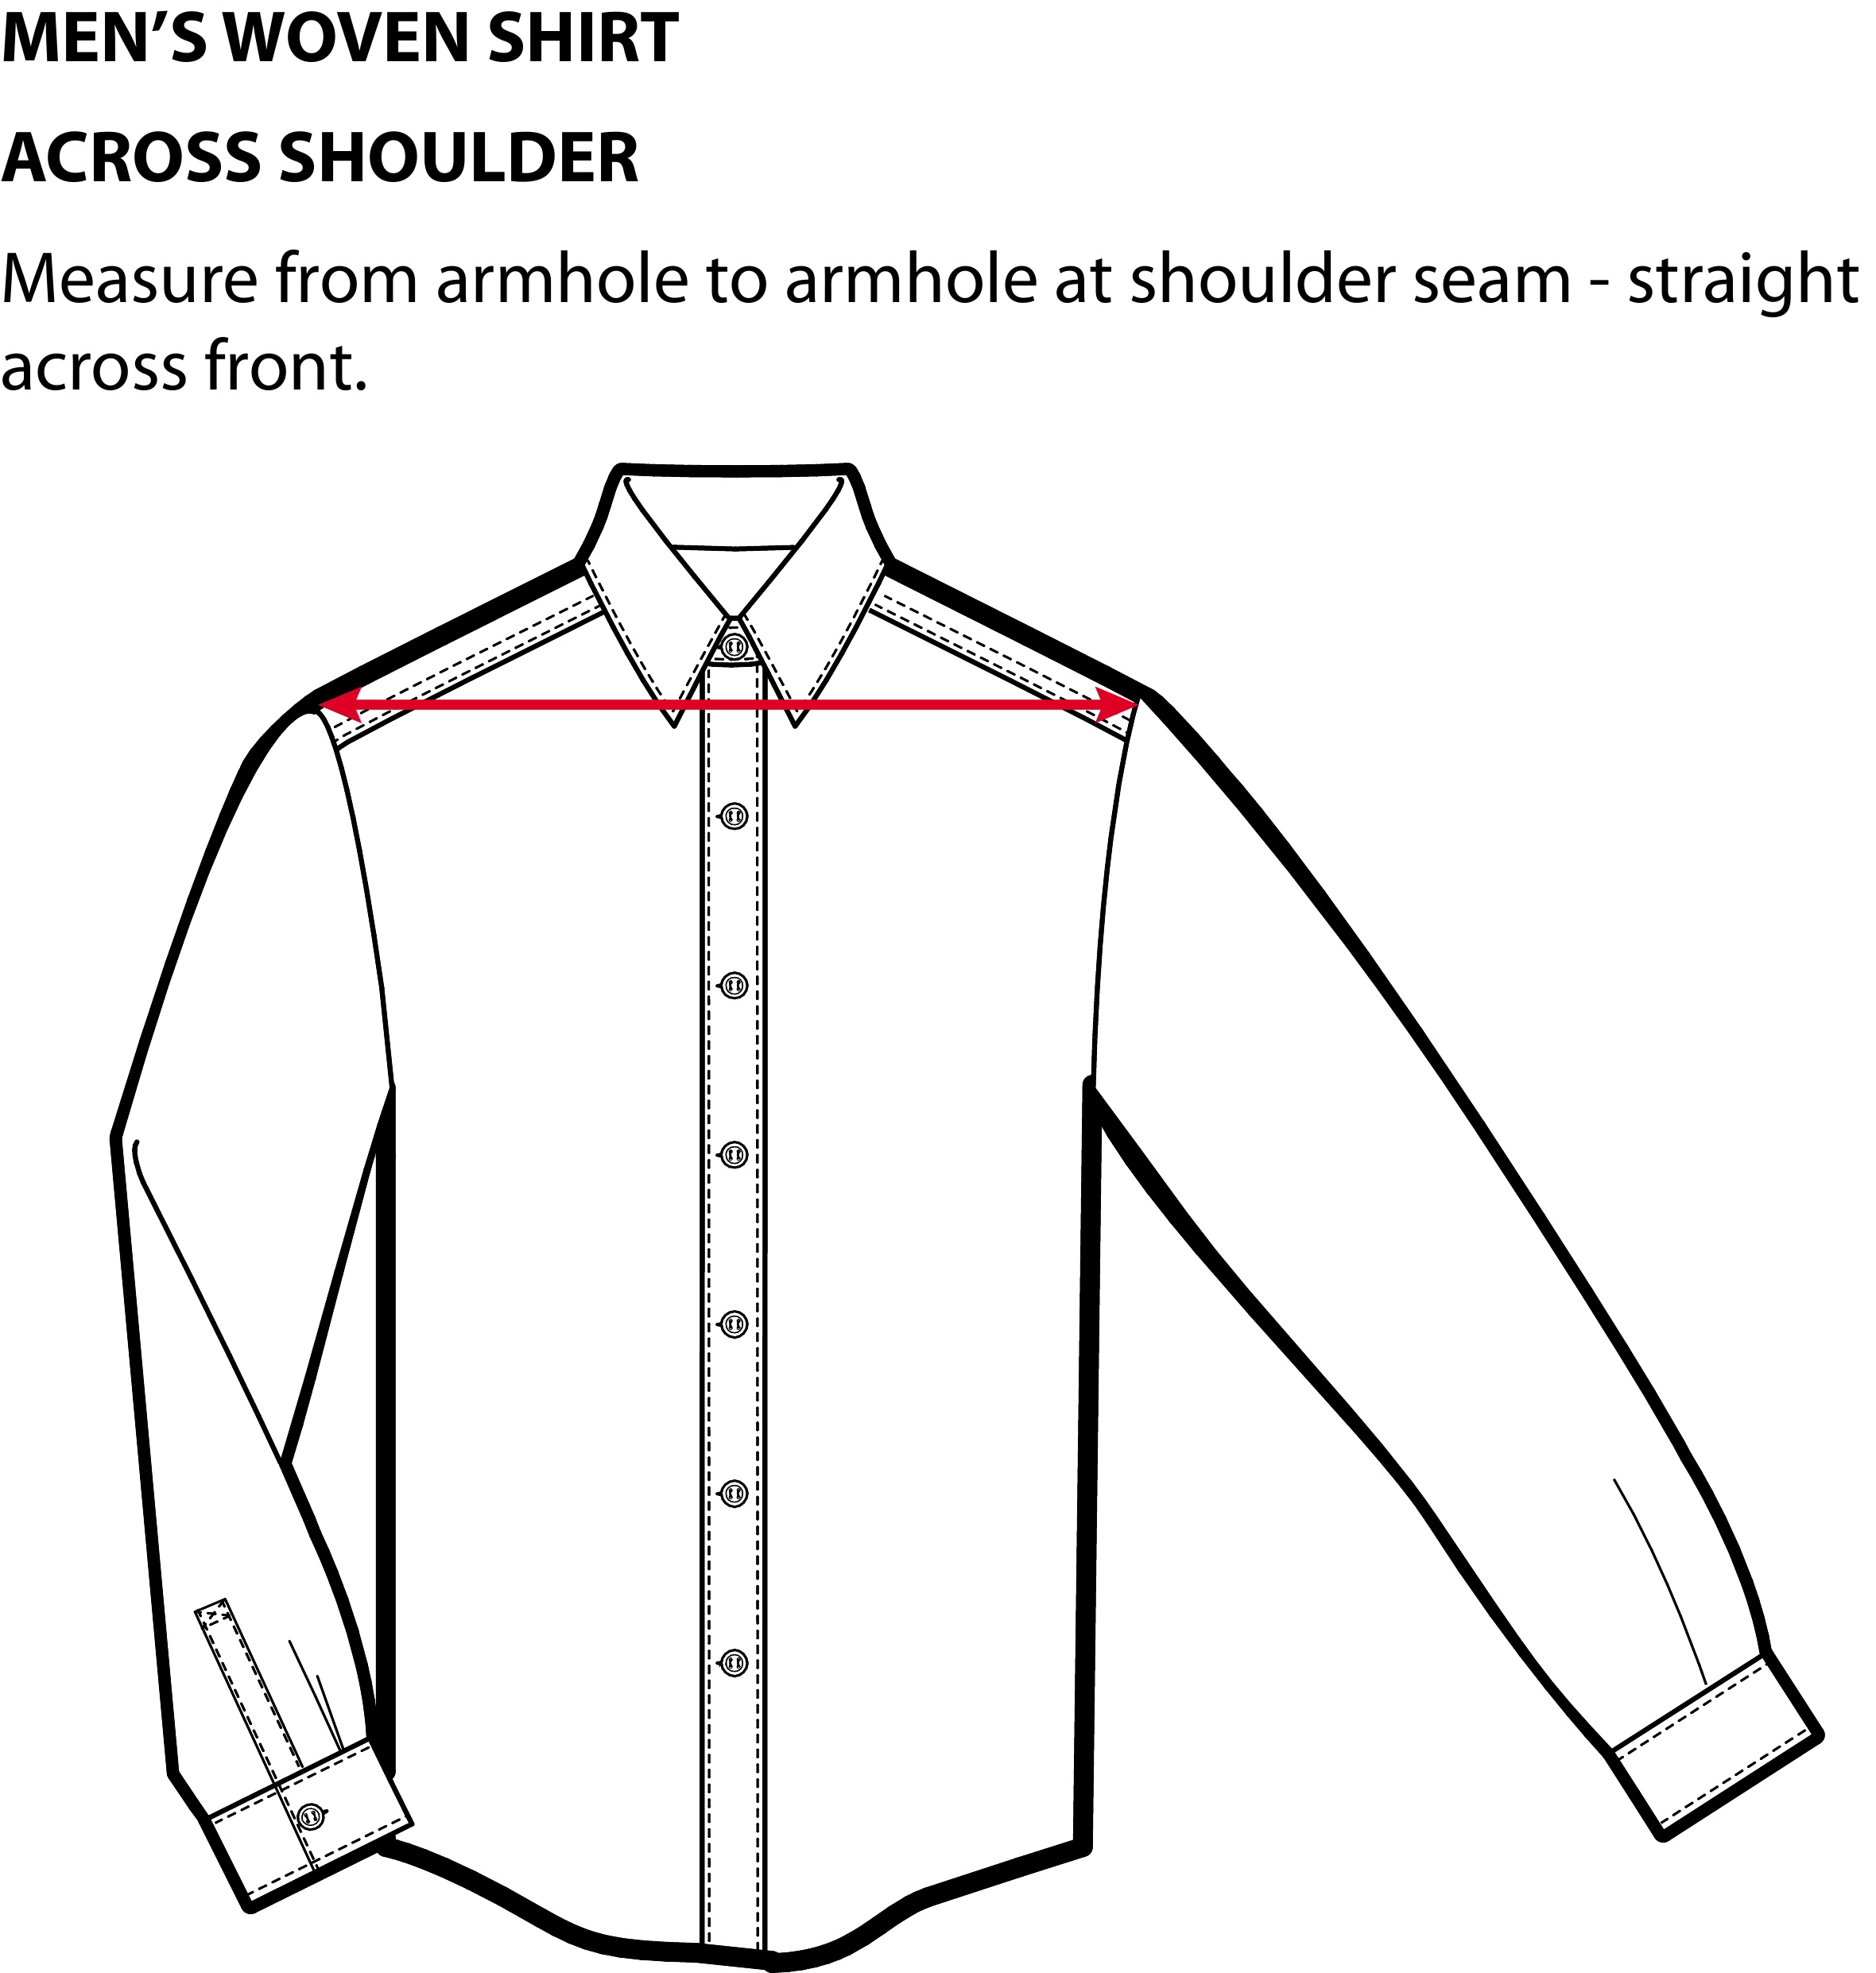 MEN’S WOVEN SHIRT
ACROSS SHOULDER
Measure from armhole to armhole at shoulder seam - straight
across front.